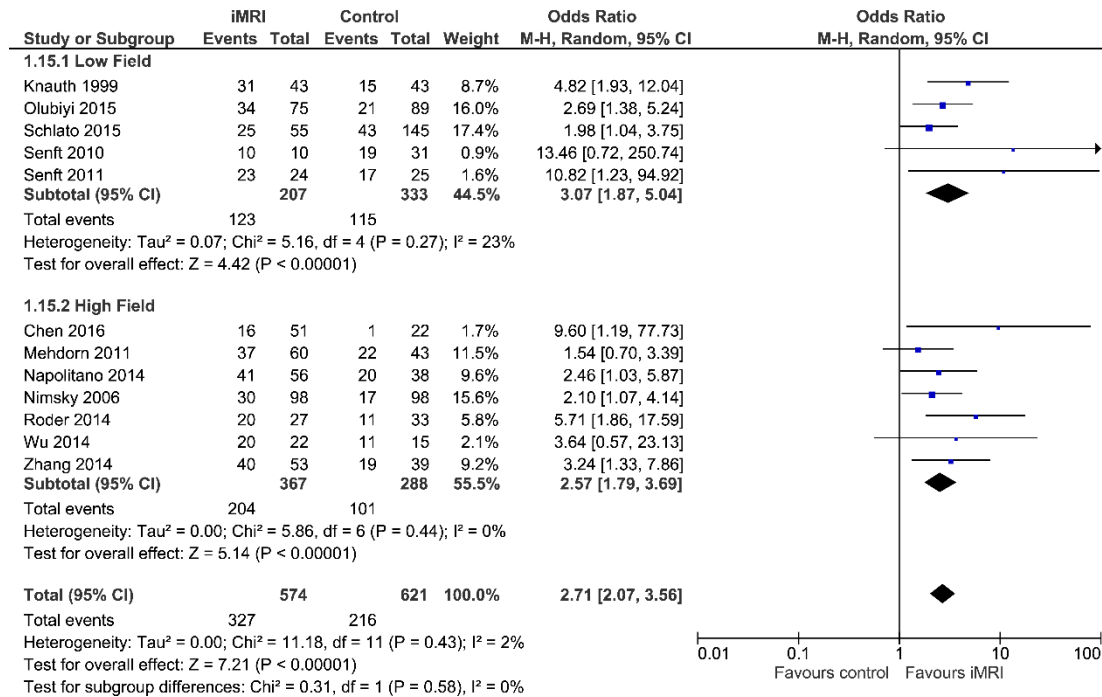 iMRI Control Odds Ratio Odds Ratio
Study or Subgroup Events Total Events Total Weight M-H, Random, 95% CI M-H, Random, 95% CI
1.15.1 Low Field
Knauth 1999 31 43 15 43 8.7% 4.82 [1.93, 12.04]
Olubiyi 2015 34 75 21 89 16.0% 2.69 [1.38, 5.24]
Schlato 2015 25 55 43 145 17.4% 1.98 [1.04, 3.75]
Senft 2010 10 10 19 31 0.9% 13.46 [0.72, 250.74]
Senft 2011 23 24 17 25 1.6% 10.82 [1.23, 94.92]
Subtotal (95% CI) 207 333 44.5% 3.07 [1.87, 5.04]
Total events 123 115
Heterogeneity: Tau² = 0.07; Chi² = 5.16, df = 4 (P = 0.27); I² = 23%
Test for overall effect: Z = 4.42 (P < 0.00001)
1.15.2 High Field
Chen 2016 16 51 1 22 1.7% 9.60 [1.19, 77.73]
Mehdorn 2011 37 60 22 43 11.5% 1.54 [0.70, 3.39]
Napolitano 2014 41 56 20 38 9.6% 2.46 [1.03, 5.87]
Nimsky 2006 30 98 17 98 15.6% 2.10 [1.07, 4.14]
Roder 2014 20 27 11 33 5.8% 5.71 [1.86, 17.59]
Wu 2014 20 22 11 15 2.1% 3.64 [0.57, 23.13]
Zhang 2014 40 53 19 39 9.2% 3.24 [1.33, 7.86]
Subtotal (95% CI) 367 288 55.5% 2.57 [1.79, 3.69]
Total events 204 101
Heterogeneity: Tau² = 0.00; Chi² = 5.86, df = 6 (P = 0.44); I² = 0%
Test for overall effect: Z = 5.14 (P < 0.00001)
Total (95% CI) 574 621 100.0% 2.71 [2.07, 3.56]
Total events 327 216
Heterogeneity: Tau² = 0.00; Chi² = 11.18, df = 11 (P = 0.43); I² = 2%
Test for overall effect: Z = 7.21 (P < 0.00001)
Test for subgroup differences: Chi² = 0.31, df = 1 (P = 0.58), I² = 0%
0.01 0.1 1 10 100
Favours control Favours iMRI